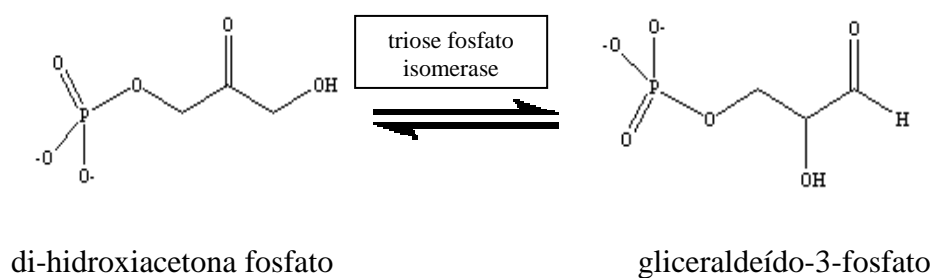 triose fosfato
isomerase
O
O
P
-O
O-
O
OH
-O
O-
P
O
O
O
H
OH
di-hidroxiacetona fosfato
gliceraldeído-3-fosfato